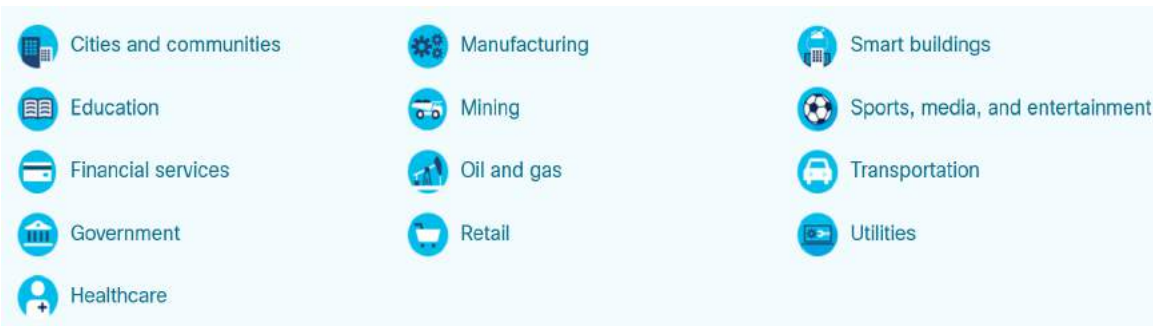 Cities and communities
Education
Financial services
Government
Healthcare
Manufacturing
Mining
Oil and gas
Retail
Smart buildings
Sports, media, and entertainment
Transportation
Utilities